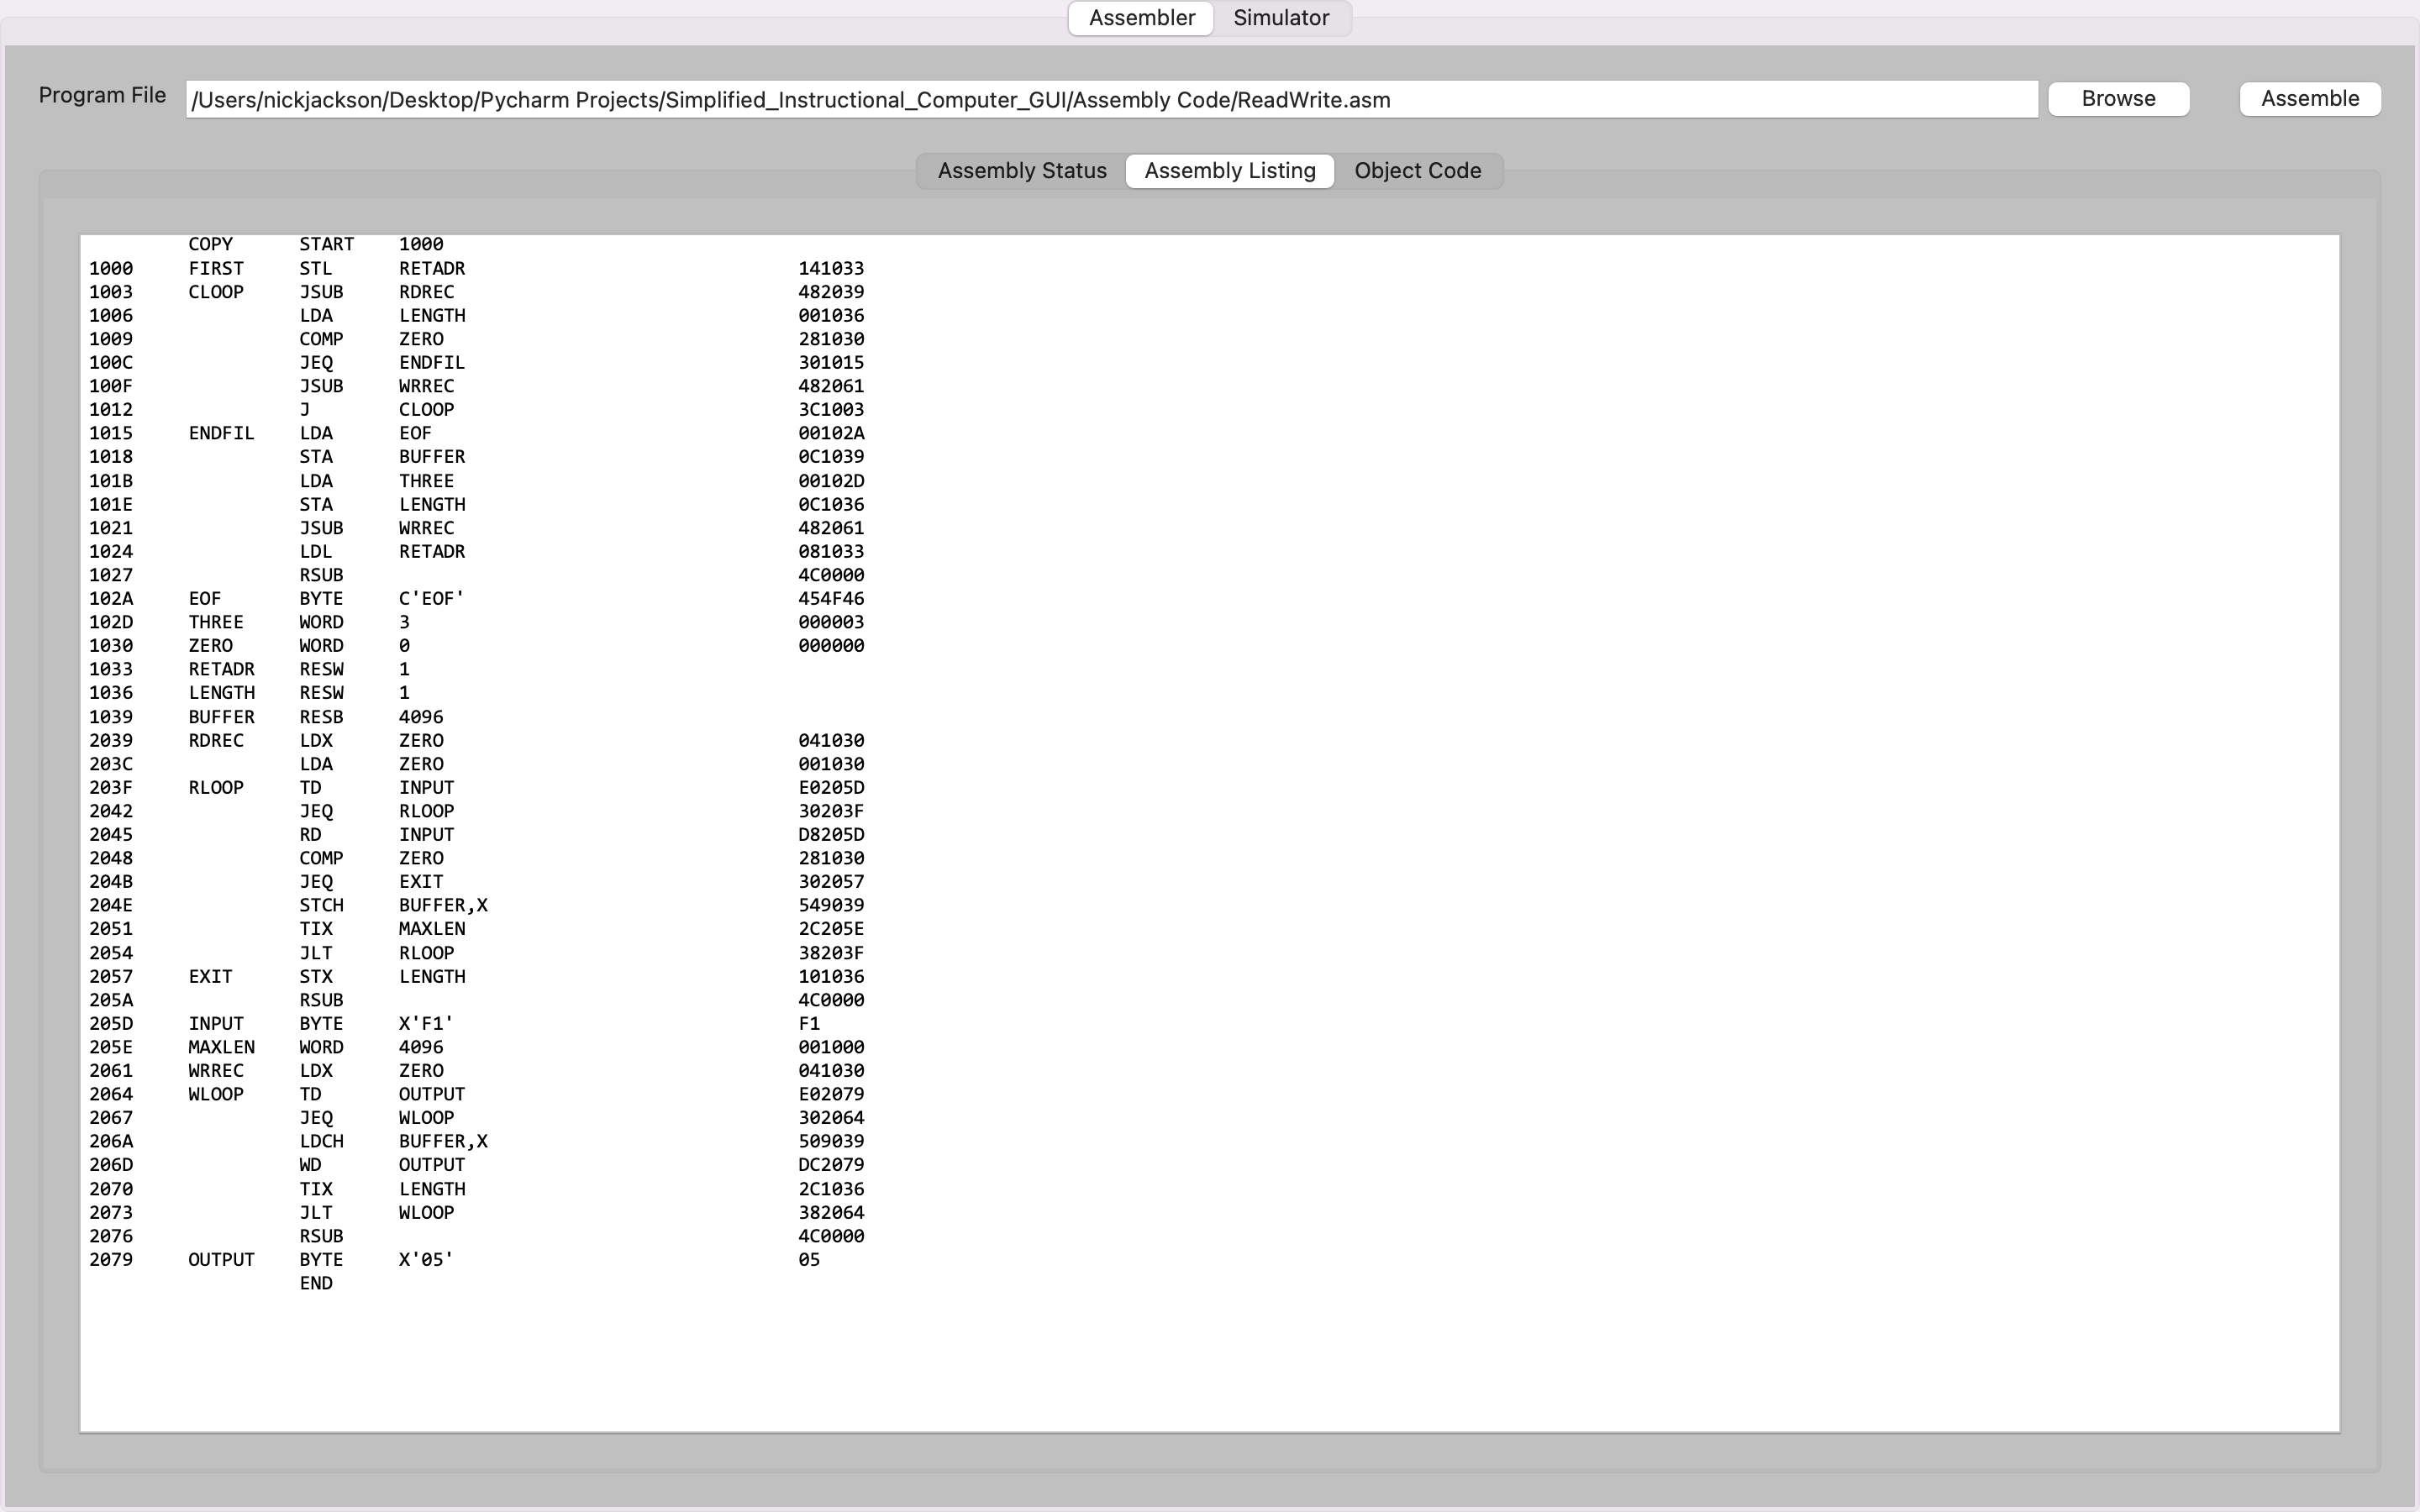 Assembler Simulator
Program File /Users/nickjackson/Desktop/Pycharm Projects/Simplified_Instructional_Computer_GUI/Assembly Code/ReadWrite.asm Browse Assemble
Assembly Status Assembly Listing Object Code
COPY START 1000
1000 FIRST STL RETADR 141033
1003 CLOOP JSUB RDREC 482039
1006 LDA LENGTH 001036
1009 COMP ZERO 281030
100C JEQ ENDFIL 301015
100F JSUB WRREC 482061
1012 J CLOOP 3C1003
1015 ENDFIL LDA EOF 00102A
1018 STA BUFFER 0C1039
101B LDA THREE 00102D
101E STA LENGTH 0C1036
1021 JSUB WRREC 482061
1024 LDL RETADR 081033
1027 RSUB 4C0000
102A EOF BYTE C'EOF' 454F46
102D THREE WORD 3 000003
1030 ZERO WORD 0 000000
1033 RETADR RESW 1
1036 LENGTH RESW 1
1039 BUFFER RESB 4096
2039 RDREC LDX ZERO 041030
203C LDA ZERO 001030
203F RLOOP TD INPUT E0205D
2042 JEQ RLOOP 30203F
2045 RD INPUT D8205D
2048 COMP ZERO 281030
204B JEQ EXIT 302057
204E STCH BUFFER,X 549039
2051 TIX MAXLEN 2C205E
2054 JLT RLOOP 38203F
2057 EXIT STX LENGTH 101036
205A RSUB 4C0000
205D INPUT BYTE X'F1' F1
205E MAXLEN WORD 4096 001000
2061 WRREC LDX ZERO 041030
2064 WLOOP TD OUTPUT E02079
2067 JEQ WLOOP 302064
206A LDCH BUFFER,X 509039
206D WD OUTPUT DC2079
2070 TIX LENGTH 2C1036
2073 JLT WLOOP 382064
2076 RSUB 4C0000
2079 OUTPUT BYTE X'05' 05
END